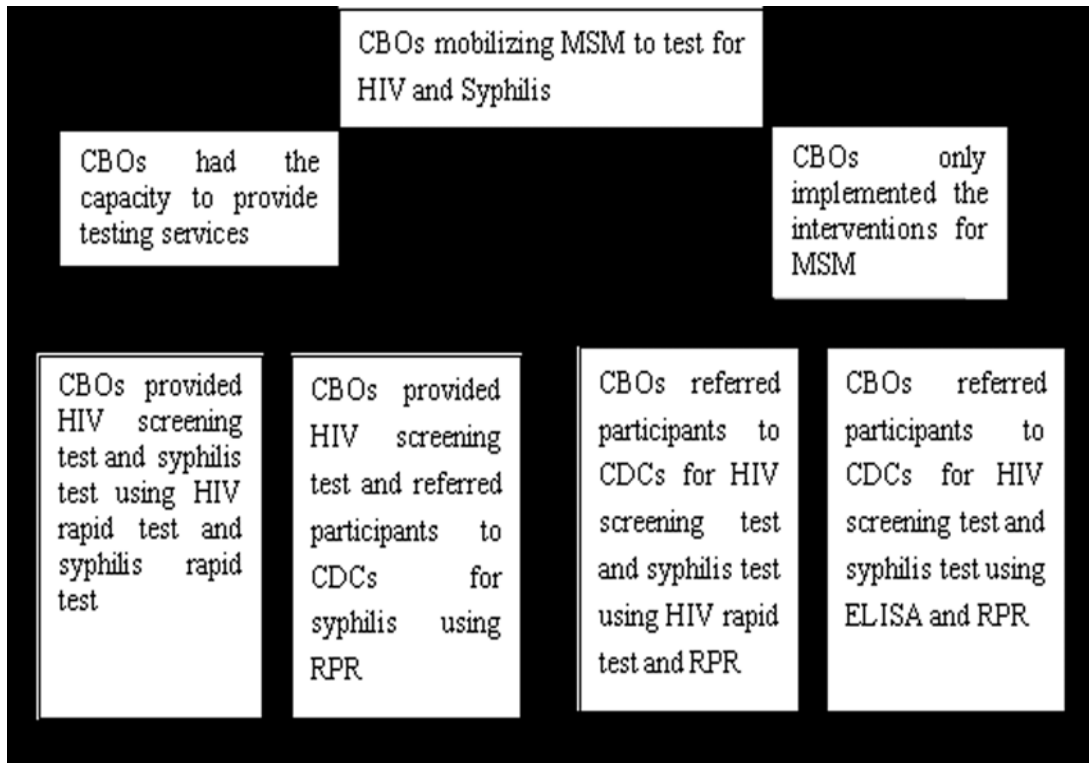 CBOs mobilizing MSM to test for
HIV and Syphilis
CBOs had the
capacity to provide
testing services
CBOs only
implemented the
interventions for
MSM
CBOs provided
HIV screening
test and syphilis
test using HIV
rapid test and
syphilis rapid
test
CBOs provided
HIV screening
test and referred
participants to
CDCs for
syphilis using
RPR
CBOs referred
participants to
CDCs for HIV
screening test
and syphilis test
using HIV rapid
test and RPR
CBOs referred
participants to
CDCs for HIV
screening test and
syphilis test using
ELISA and RPR